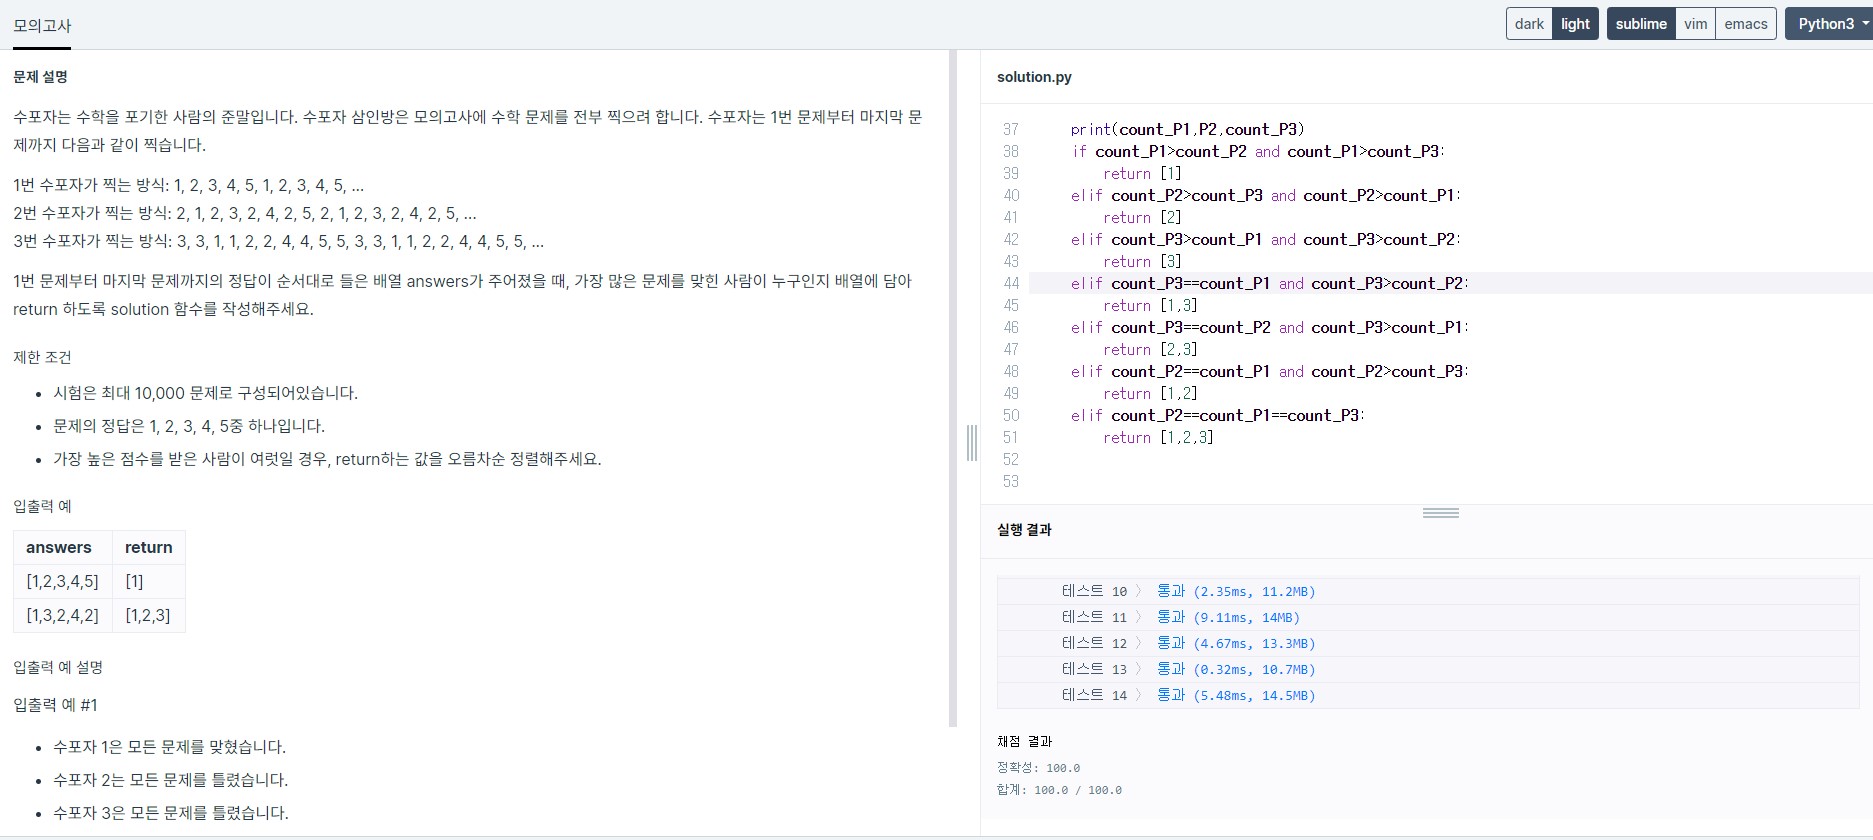 모의고사
dark light sublime vim emacs Python3
문제 설명
수포자는 수학을 포기한 사람의 준말입니다. 수포자 삼인방은 모의고사에 수학 문제를 전부 찍으려 합니다. 수포자는 1번 문제부터 마지막 문
제까지 다음과 같이 찍습니다.
1번 수포자가 찍는 방식: 1, 2, 3, 4, 5, 1, 2, 3, 4, 5, ...
2번 수포자가 찍는 방식: 2, 1, 2, 3, 2, 4, 2, 5, 2, 1, 2, 3, 2, 4, 2, 5, ...
3번 수포자가 찍는 방식: 3, 3, 1, 1, 2, 2, 4, 4, 5, 5, 3, 3, 1, 1, 2, 2, 4, 4, 5, 5, ...
1번 문제부터 마지막 문제까지의 정답이 순서대로 들은 배열 answers가 주어졌을 때, 가장 많은 문제를 맞힌 사람이 누구인지 배열에 담아
return 하도록 solution 함수를 작성해주세요.
제한 조건
• 시험은 최대 10,000 문제로 구성되어있습니다.
• 문제의 정답은 1, 2, 3, 4, 5중 하나입니다.
• 가장 높은 점수를 받은 사람이 여럿일 경우, return하는 값을 오름차순 정렬해주세요.
입출력 예
answers return
[1,2,3,4,5] [1]
[1,3,2,4,2] [1,2,3]
입출력 예 설명
입출력 예 #1
• 수포자 1은 모든 문제를 맞혔습니다.
• 수포자 2는 모든 문제를 틀렸습니다.
• 수포자 3은 모든 문제를 틀렸습니다.
solution.py
37 print(count_P1,P2,count_P3)
38 if count_P1>count_P2 and count_P1>count_P3:
39 return [1]
40 elif count_P2>count_P3 and count_P2>count_P1:
41 return [2]
42 elif count_P3>count_P1 and count_P3>count_P2:
43 return [3]
44 elif count_P3==count_P1 and count_P3>count_P2:
45 return [1,3]
46 elif count_P3==count_P2 and count_P3>count_P1:
47 return [2,3]
48 elif count_P2==count_P1 and count_P2>count_P3:
49 return [1,2]
50 elif count_P2==count_P1==count_P3:
51 return [1,2,3]
52
53
실행 결과
테스트 10 〉 통과 (2.35ms, 11.2MB)
테스트 11 〉 통과 (9.11ms, 14MB)
테스트 12 〉 통과 (4.67ms, 13.3MB)
테스트 13 〉 통과 (0.32ms, 10.7MB)
테스트 14 〉 통과 (5.48ms, 14.5MB)
채점 결과
정확성: 100.0
합계: 100.0 / 100.0